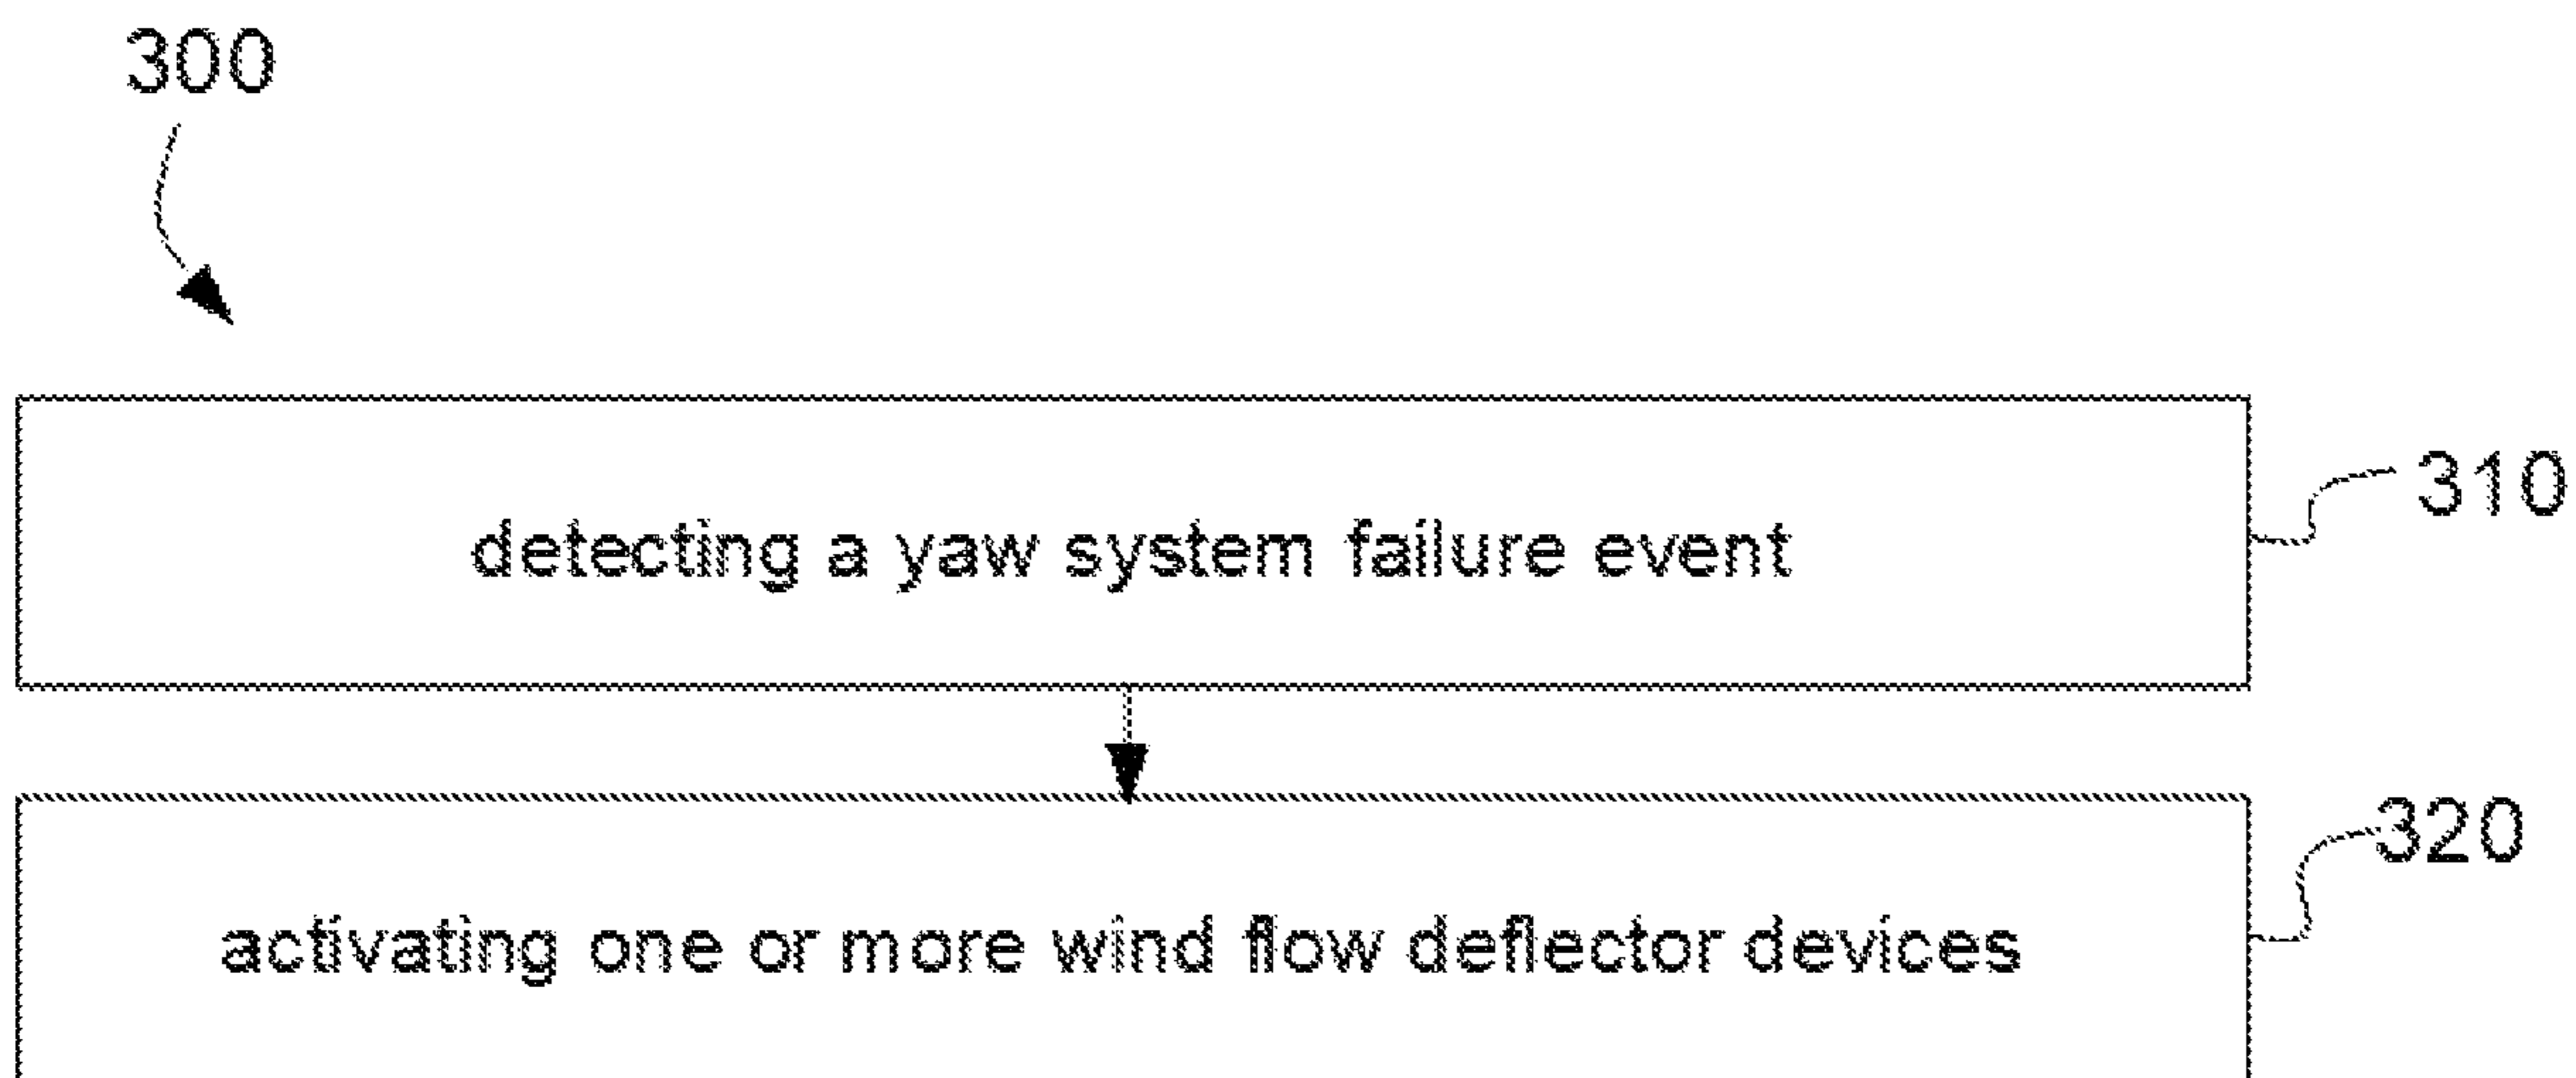 300
detecting a yaw system failure event
310
activating one or more wind flow deflector devices
320